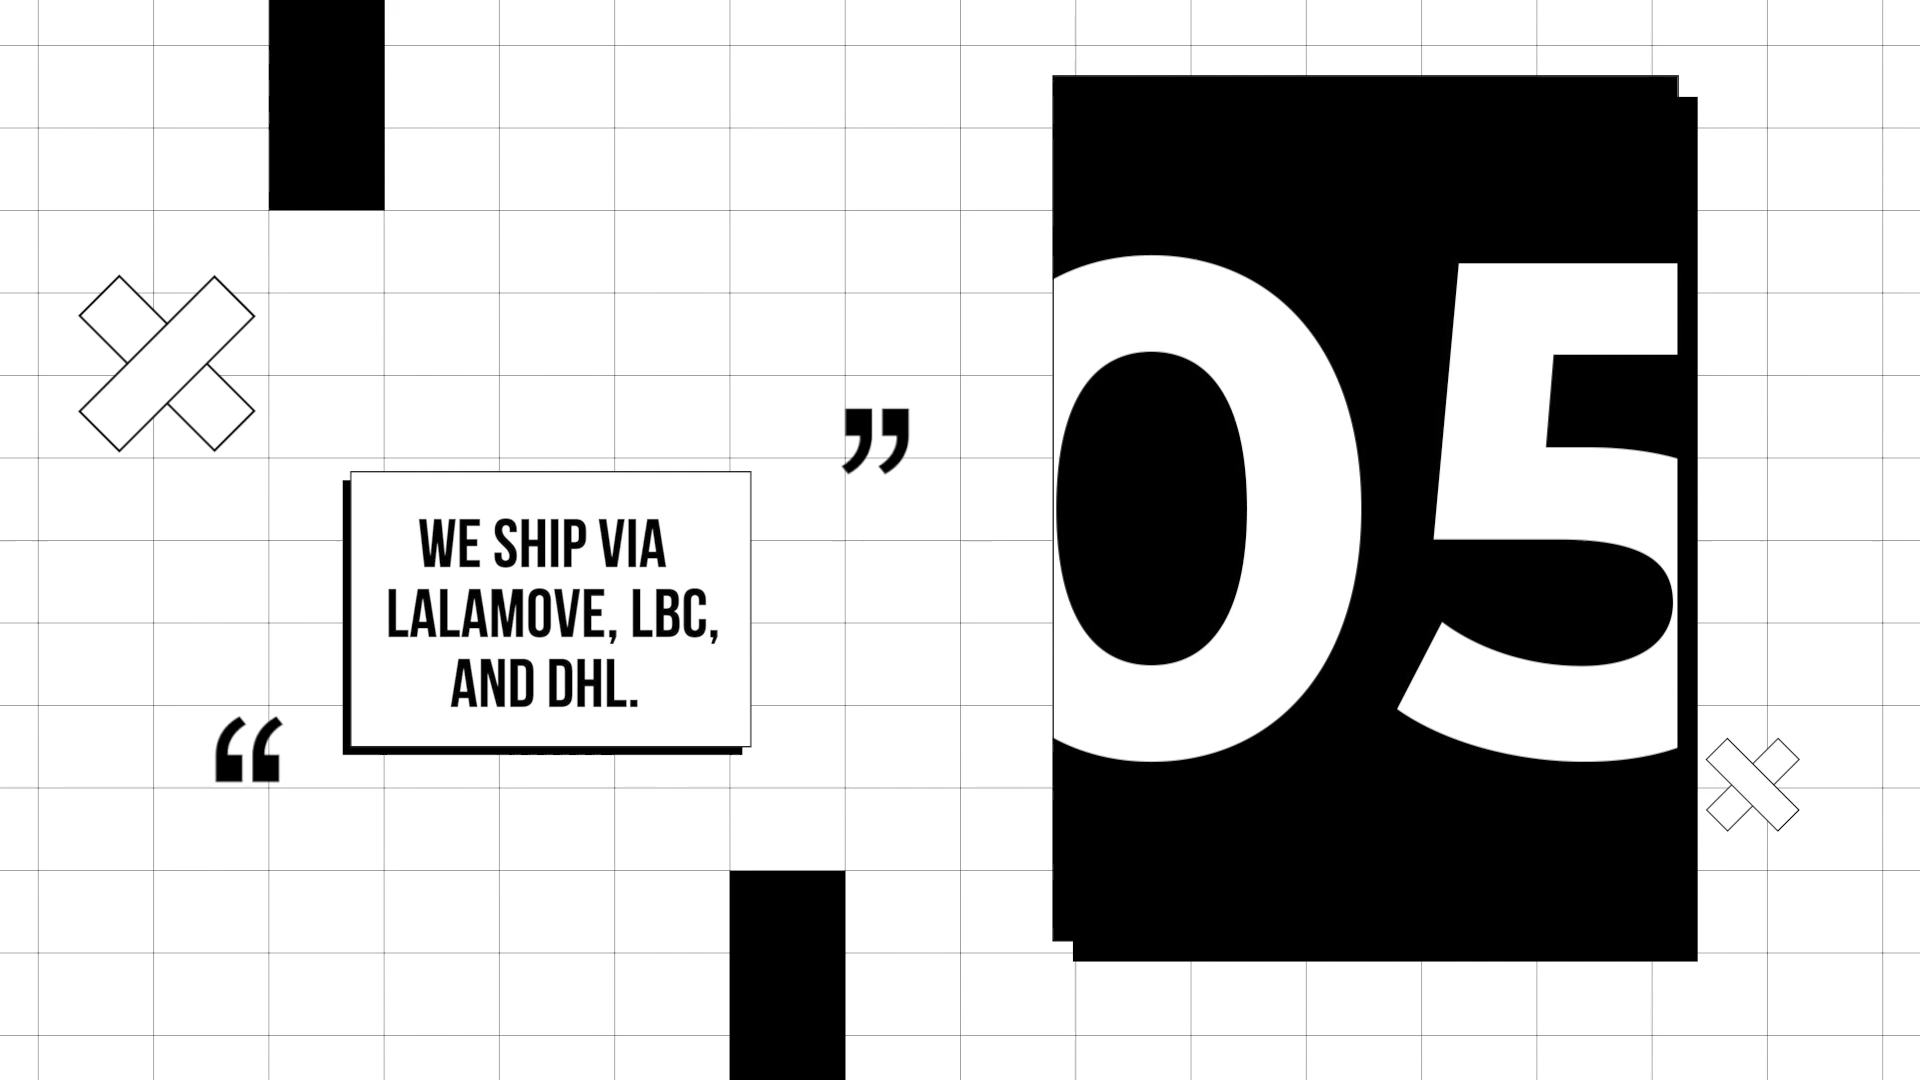 WE SHIP VIA
LALAMOVE, LBC,
AND DHL.
”
“
05